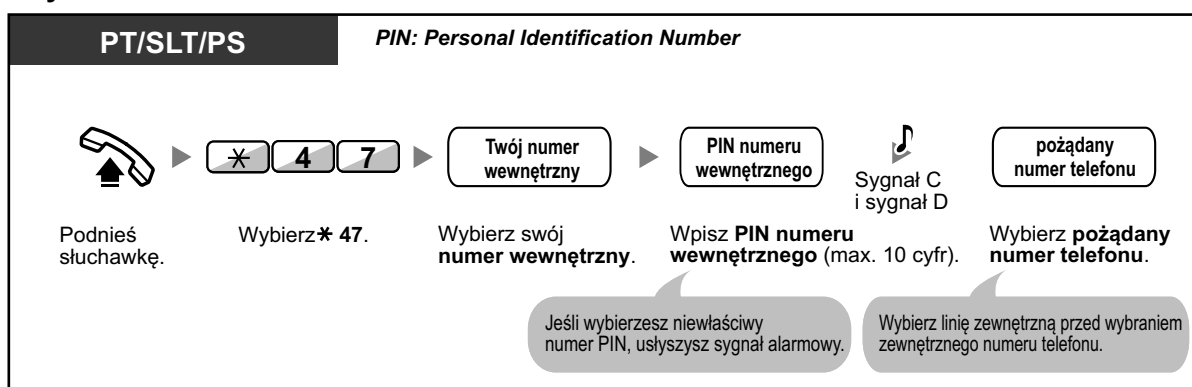 PT/SLT/PS
PIN: Personal Identification Number
✱ 4 7
Twój numer
wewnętrzny
PIN numeru
wewnętrznego
Sygnał C
i sygnał D
pożądany
numer telefonu
Podnieś
słuchawkę.
Wybierz✱ 47.
Wybierz swój
numer wewnętrzny.
Wpisz PIN numeru
wewnętrznego (max. 10 cyfr).
Wybierz pożądany
numer telefonu.
Jeśli wybierzesz niewłaściwy
numer PIN, usłyszysz sygnał alarmowy.
Wybierz linię zewnętrzną przed wybraniem
zewnętrznego numeru telefonu.